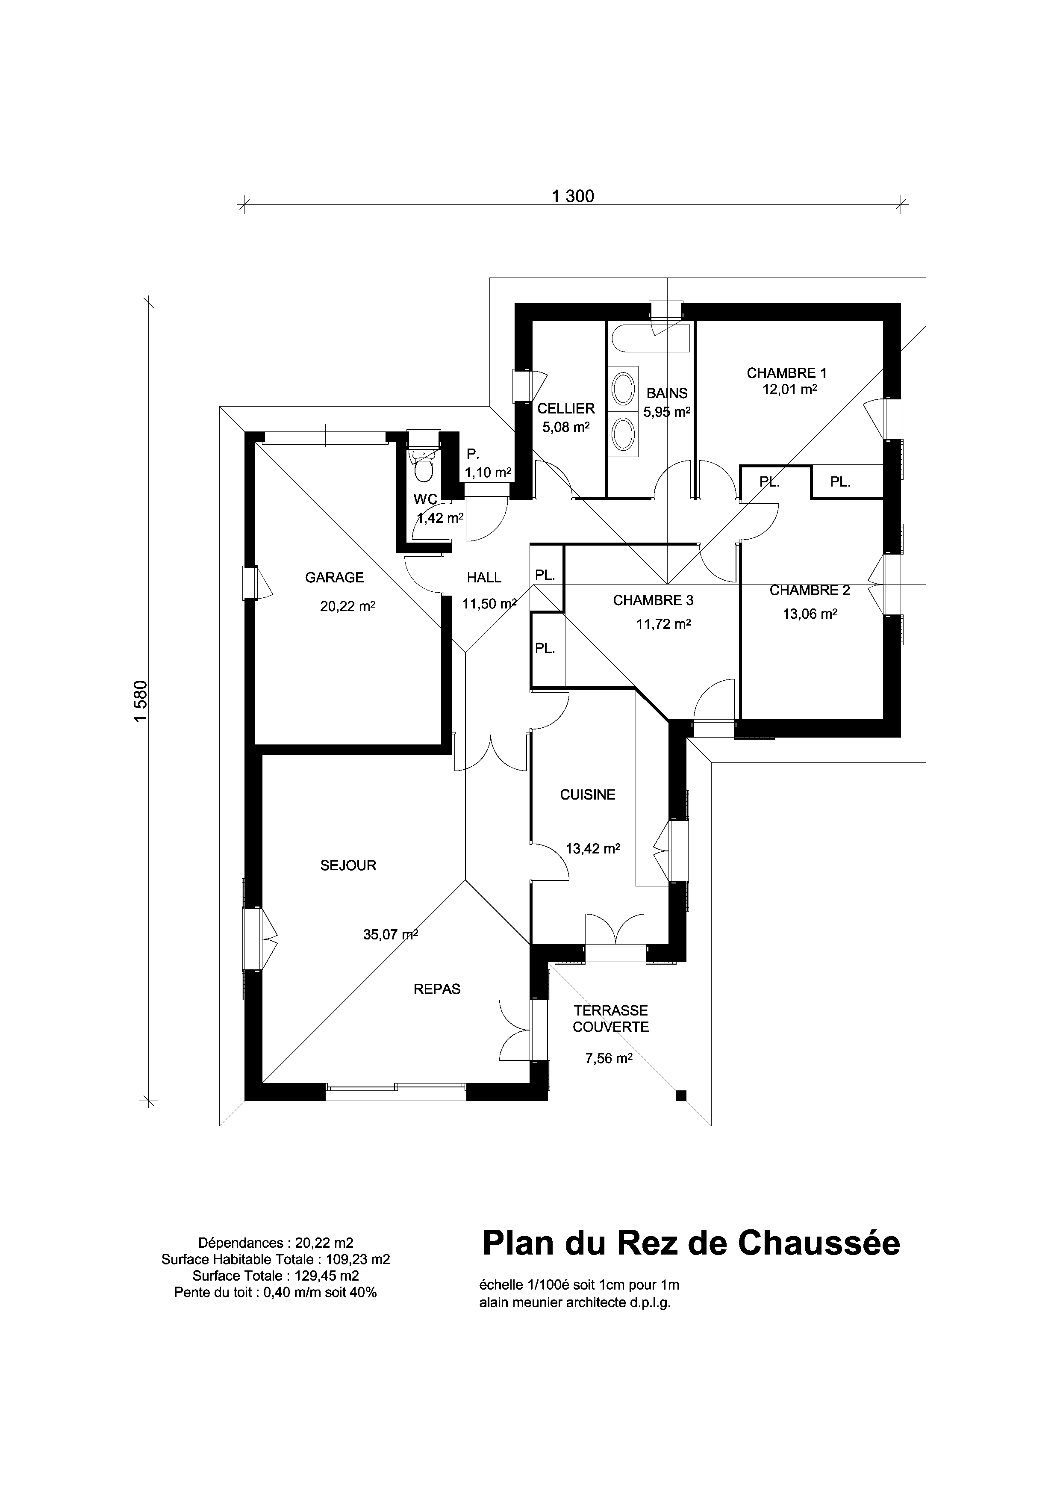 1 300
1 580
CHAMBRE 1
12,01 m²
BAINS
5,95 m²
CELLIER
5,08 m²
P.
1,10 m²
PL.
PL.
WC
1,42 m²
GARAGE
20,22 m²
HALL
11,50 m²
PL.
CHAMBRE 3
11,72 m²
CHAMBRE 2
13,06 m²
PL.
CUISINE
13,42 m²
SEJOUR
35,07 m²
REPAS
TERRASSE
COUVERTE
7,56 m²
Dépendances : 20,22 m2
Surface Habitable Totale : 109,23 m2
Surface Totale : 129,45 m2
Pente du toit : 0,40 m/m soit 40%
Plan du Rez de Chaussée
échelle 1/100é soit 1cm pour 1m
alain meunier architecte d.p.l.g.